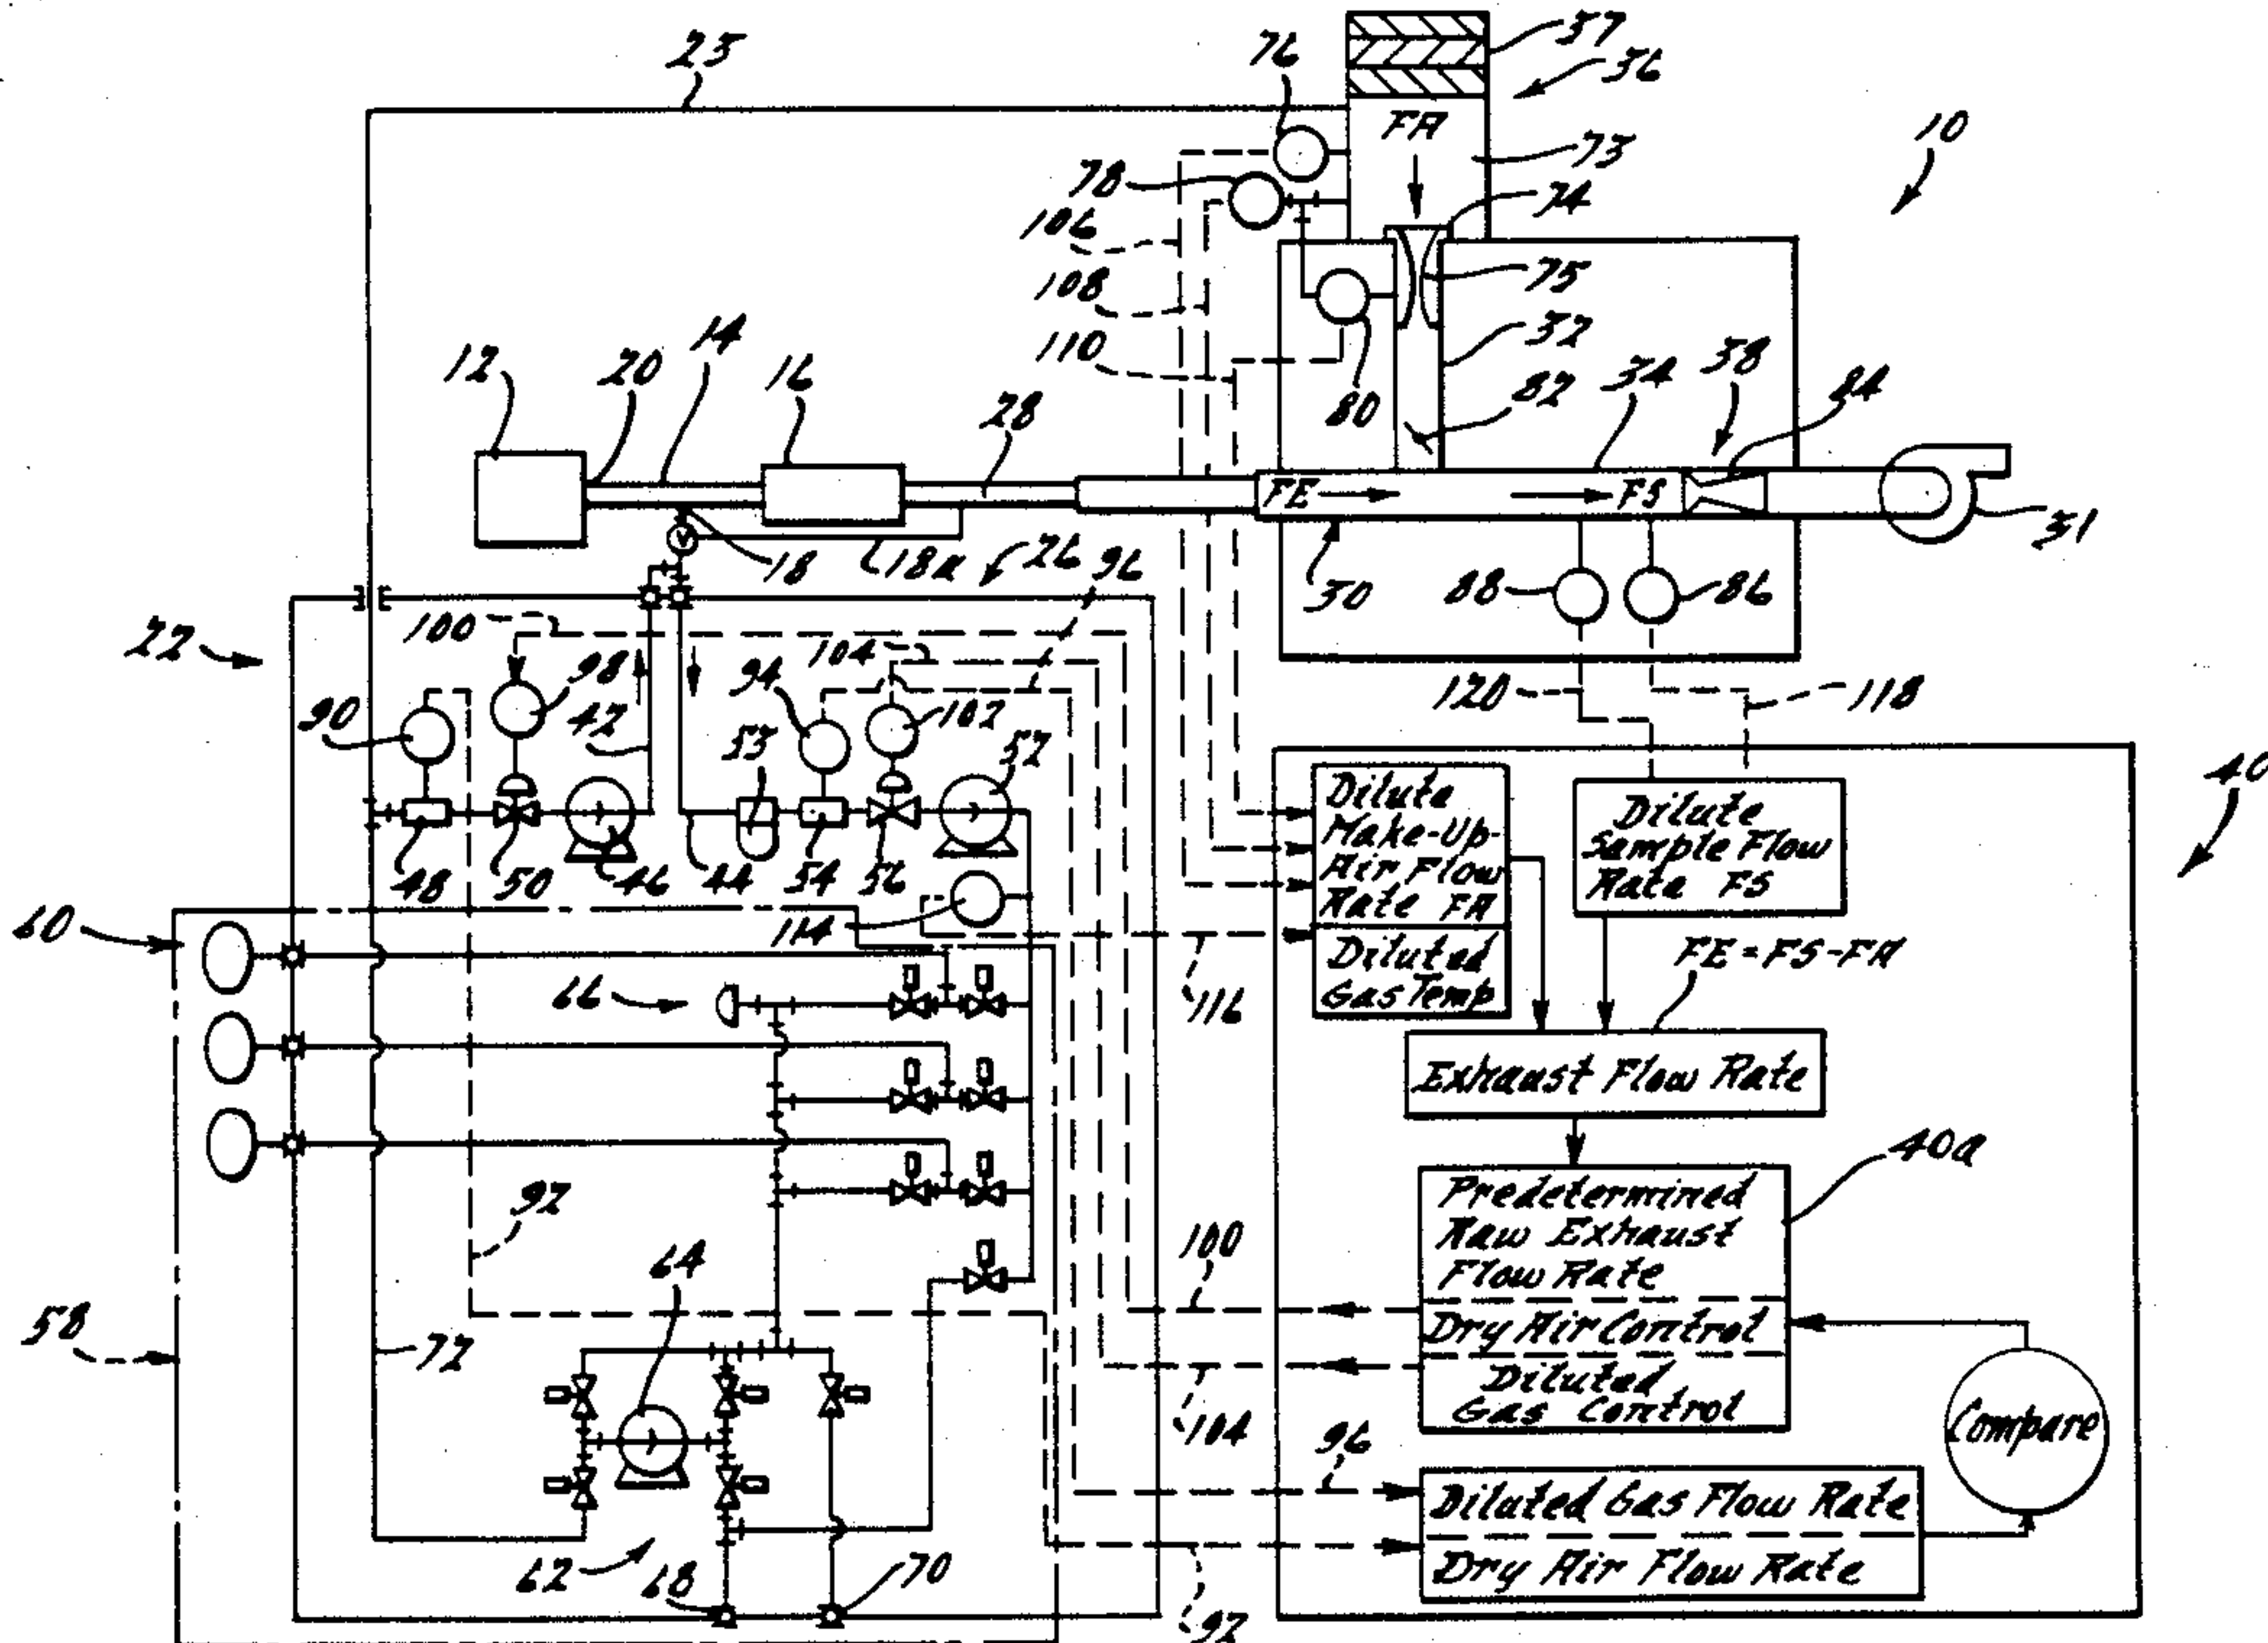 23
76
37
36
FA
10
73
78
74
106
75
108
32
14
12
20
16
110
38
34
84
82
28
80
FE
FS
31
18
18a
26
96
30
88
86
100
22
104
98
94
120
118
90
42
102
53
57
40
48
50
46
44
54
56
Dilute
Make-Up-
Air Flow
Rate FA
Dilute
Sample Flow
Rate FS
60
114
Diluted
Gas Temp
FE = FS - FA
66
116
Exhaust Flow Rate
40a
92
Predetermined
Raw Exhaust
Flow Rate
100
64
58
Dry Air Control
72
Diluted
Gas Control
104
Compare
96
Diluted Gas Flow Rate
Dry Air Flow Rate
62
68
70
92